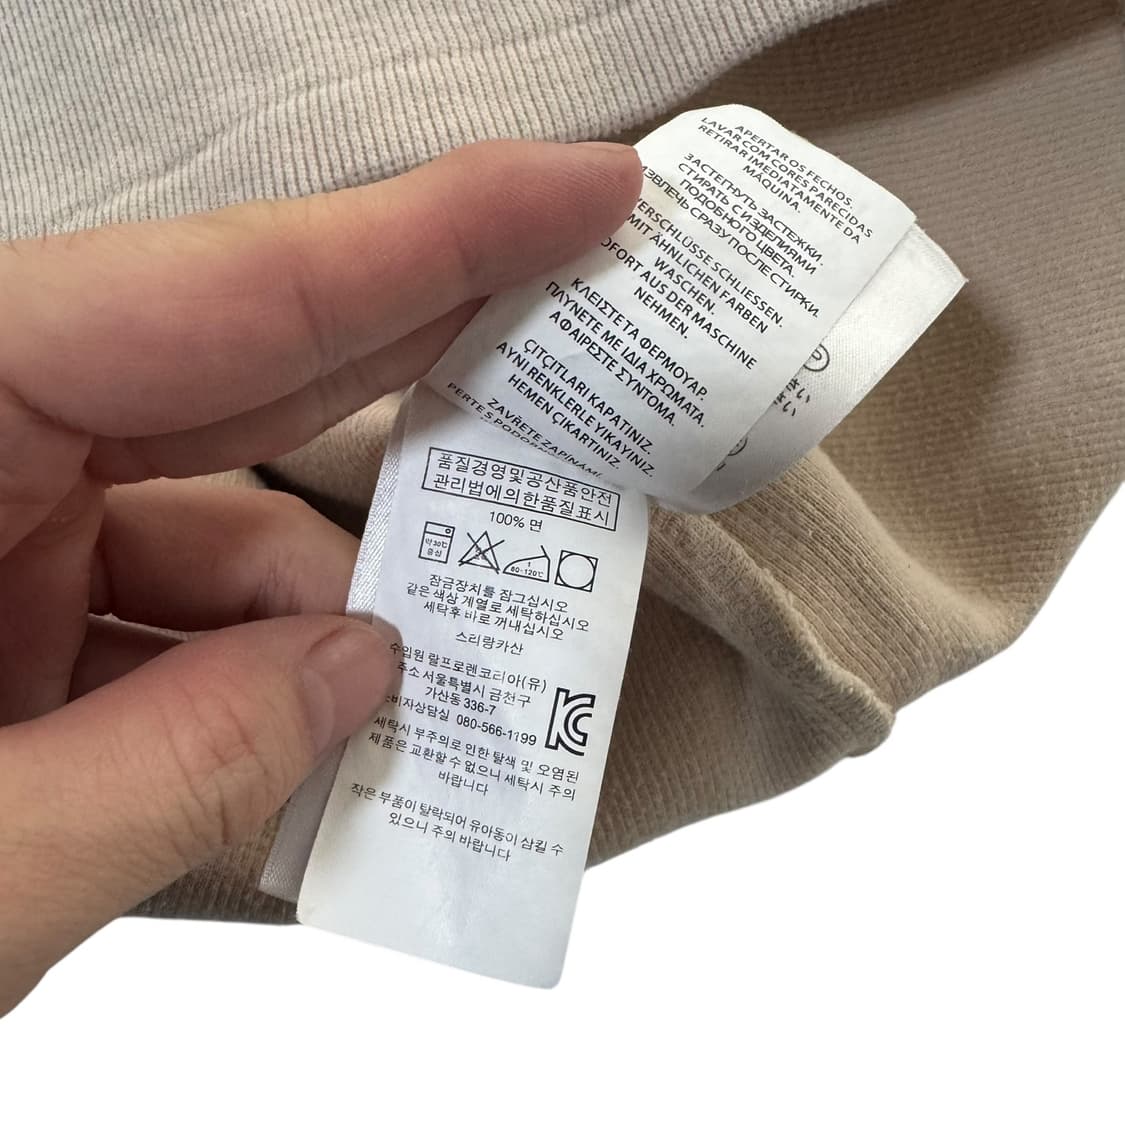 APERTAR OS FECHOS.
LAVAR COM CORES PARECIDAS
RETIRAR IMEDIATAMENTE DA
MÁQUINA.
ЗАСТЕГНУТЬ ЗАСТЕЖКИ.
СТИРАТЬ С ИЗДЕЛИЯМИ
ПОДОБНОГО ЦВЕТА.
ИЗВЛЕЧЬ СРАЗУ ПОСЛЕ СТИРКИ.
VERSCHLÜSSE SCHLIESSEN.
MIT ÄHNLICHEN FARBEN
WASCHEN.
OFORT AUS DER MASCHINE
NEHMEN.
ΚΛΕΙΣΤΕ ΤΑ ΦΕΡΜΟΥΑΡ.
ΠΛΥΝΕΤΕ ΜΕ ΙΔΙΑ ΧΡΩΜΑΤΑ.
ΑΦΑΙΡΕΣΤΕ ΣΥΝΤΟΜΑ.
ÇITÇITLARI KAPATINIZ.
AYNI RENKLERLE YIKAYINIZ.
HEMEN ÇIKARTINIZ.
ZAVŘETE ZAPÍNÁNÍ.
PERTE S PODOBN
품질경영및공산품안전
관리법에의한품질표시
100% 면
약30℃
중심
80-120℃
잠금장치를 잠그십시오
같은 색상 계열로 세탁하십시오
세탁후 바로 꺼내십시오
스리랑카산
수입원 랄프로렌코리아(유)
주소 서울특별시 금천구
가산동 336-7
비자상담실 080-566-1199
세탁시 부주의로 인한 탈색 및 오염된
제품은 교환할 수 없으니 세탁시 주의
바랍니다
작은 부품이 탈락되어 유아동이 삼킬 수
있으니 주의 바랍니다